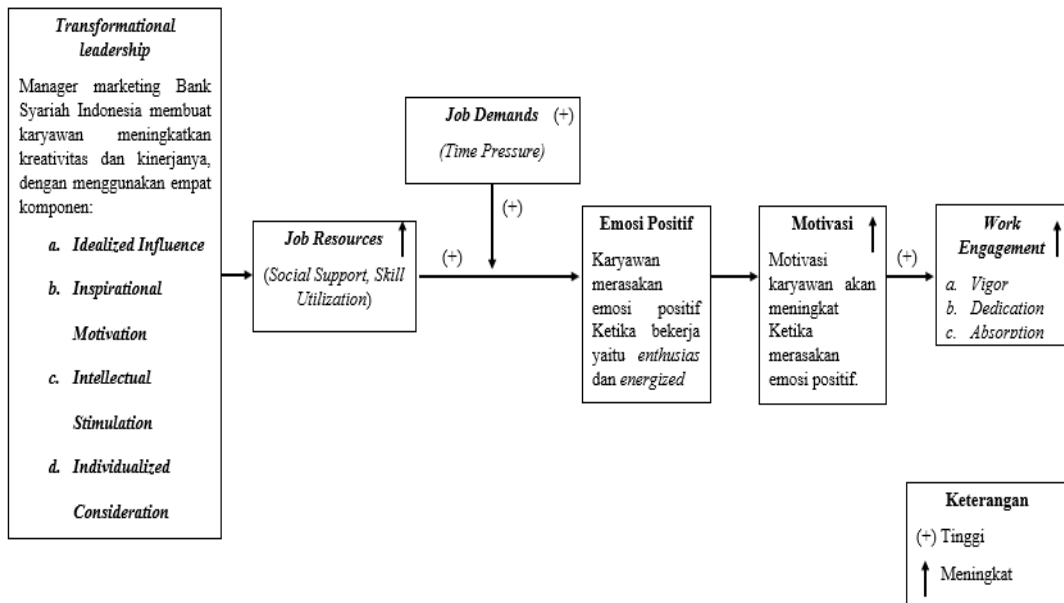 Transformational
leadership
Manager marketing Bank
Syariah Indonesia membuat
karyawan meningkatkan
kreativitas dan kinerjanya,
dengan menggunakan empat
komponen:
a. Idealized Influence
b. Inspirational
Motivation
c. Intellectual
Stimulation
d. Individualized
Consideration
Job Resources
(Social Support, Skill
Utilization)
(+)
Job Demands (+)
(Time Pressure)
(+)
Emosi Positif
Karyawan
merasakan
emosi positif
Ketika bekerja
yaitu enthusias
dan energized
Motivasi
Motivasi
karyawan akan
meningkat
Ketika
merasakan
emosi positif.
(+)
Work
Engagement
a. Vigor
b. Dedication
c. Absorption
Keterangan
(+) Tinggi
Meningkat